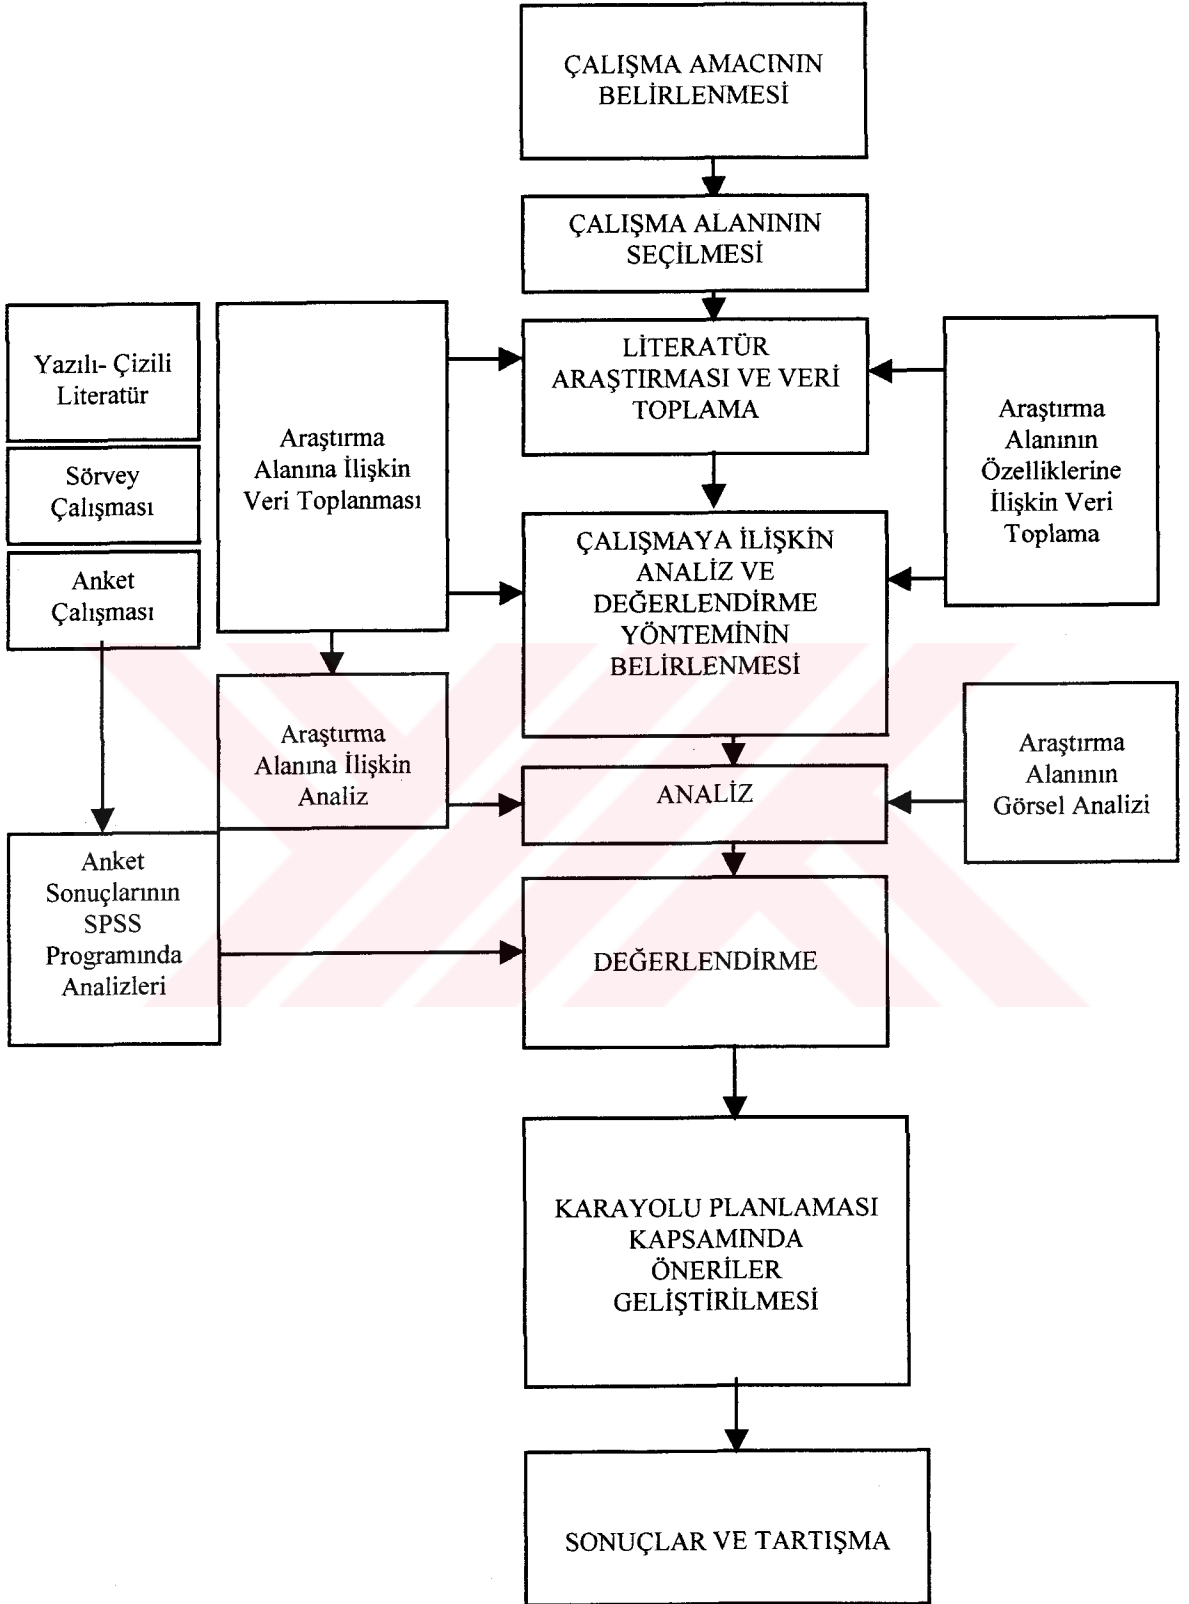 ÇALIŞMA AMACININ
BELİRLENMESİ
ÇALIŞMA ALANININ
SEÇİLMESİ
Yazılı- Çizili
Literatür
Sörvey
Çalışması
Anket
Çalışması
Araştırma
Alanına İlişkin
Veri Toplanması
LİTERATÜR
ARAŞTIRMASI VE VERİ
TOPLAMA
Araştırma
Alanının
Özelliklerine
İlişkin Veri
Toplama
ÇALIŞMAYA İLİŞKİN
ANALİZ VE
DEĞERLENDİRME
YÖNTEMİNİN
BELİRLENMESİ
Araştırma
Alanına İlişkin
Analiz
ANALİZ
Araştırma
Alanının
Görsel Analizi
Anket
Sonuçlarının
SPSS
Programında
Analizleri
DEĞERLENDİRME
KARAYOLU PLANLAMASI
KAPSAMINDA
ÖNERİLER
GELİŞTİRİLMESİ
SONUÇLAR VE TARTIŞMA